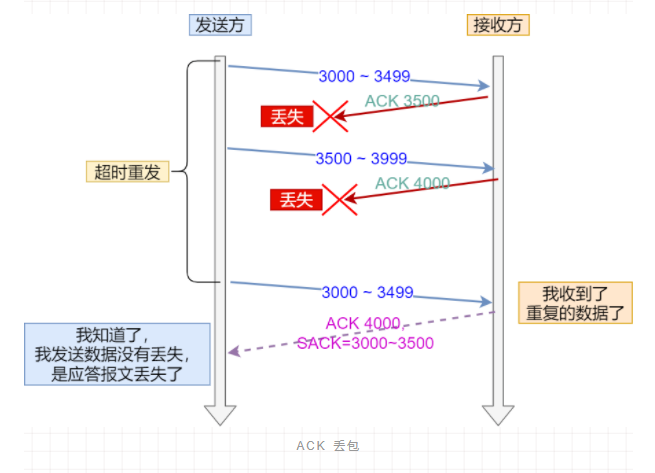 发送方
接收方
3000 ~ 3499
ACK 3500
丢失
3500 ~ 3999
超时重发
ACK 4000
丢失
3000 ~ 3499
我收到了
重复的数据了
ACK 4000,
SACK=3000~3500
我知道了，
我发送数据没有丢失，
是应答报文丢失了
ACK 丢包